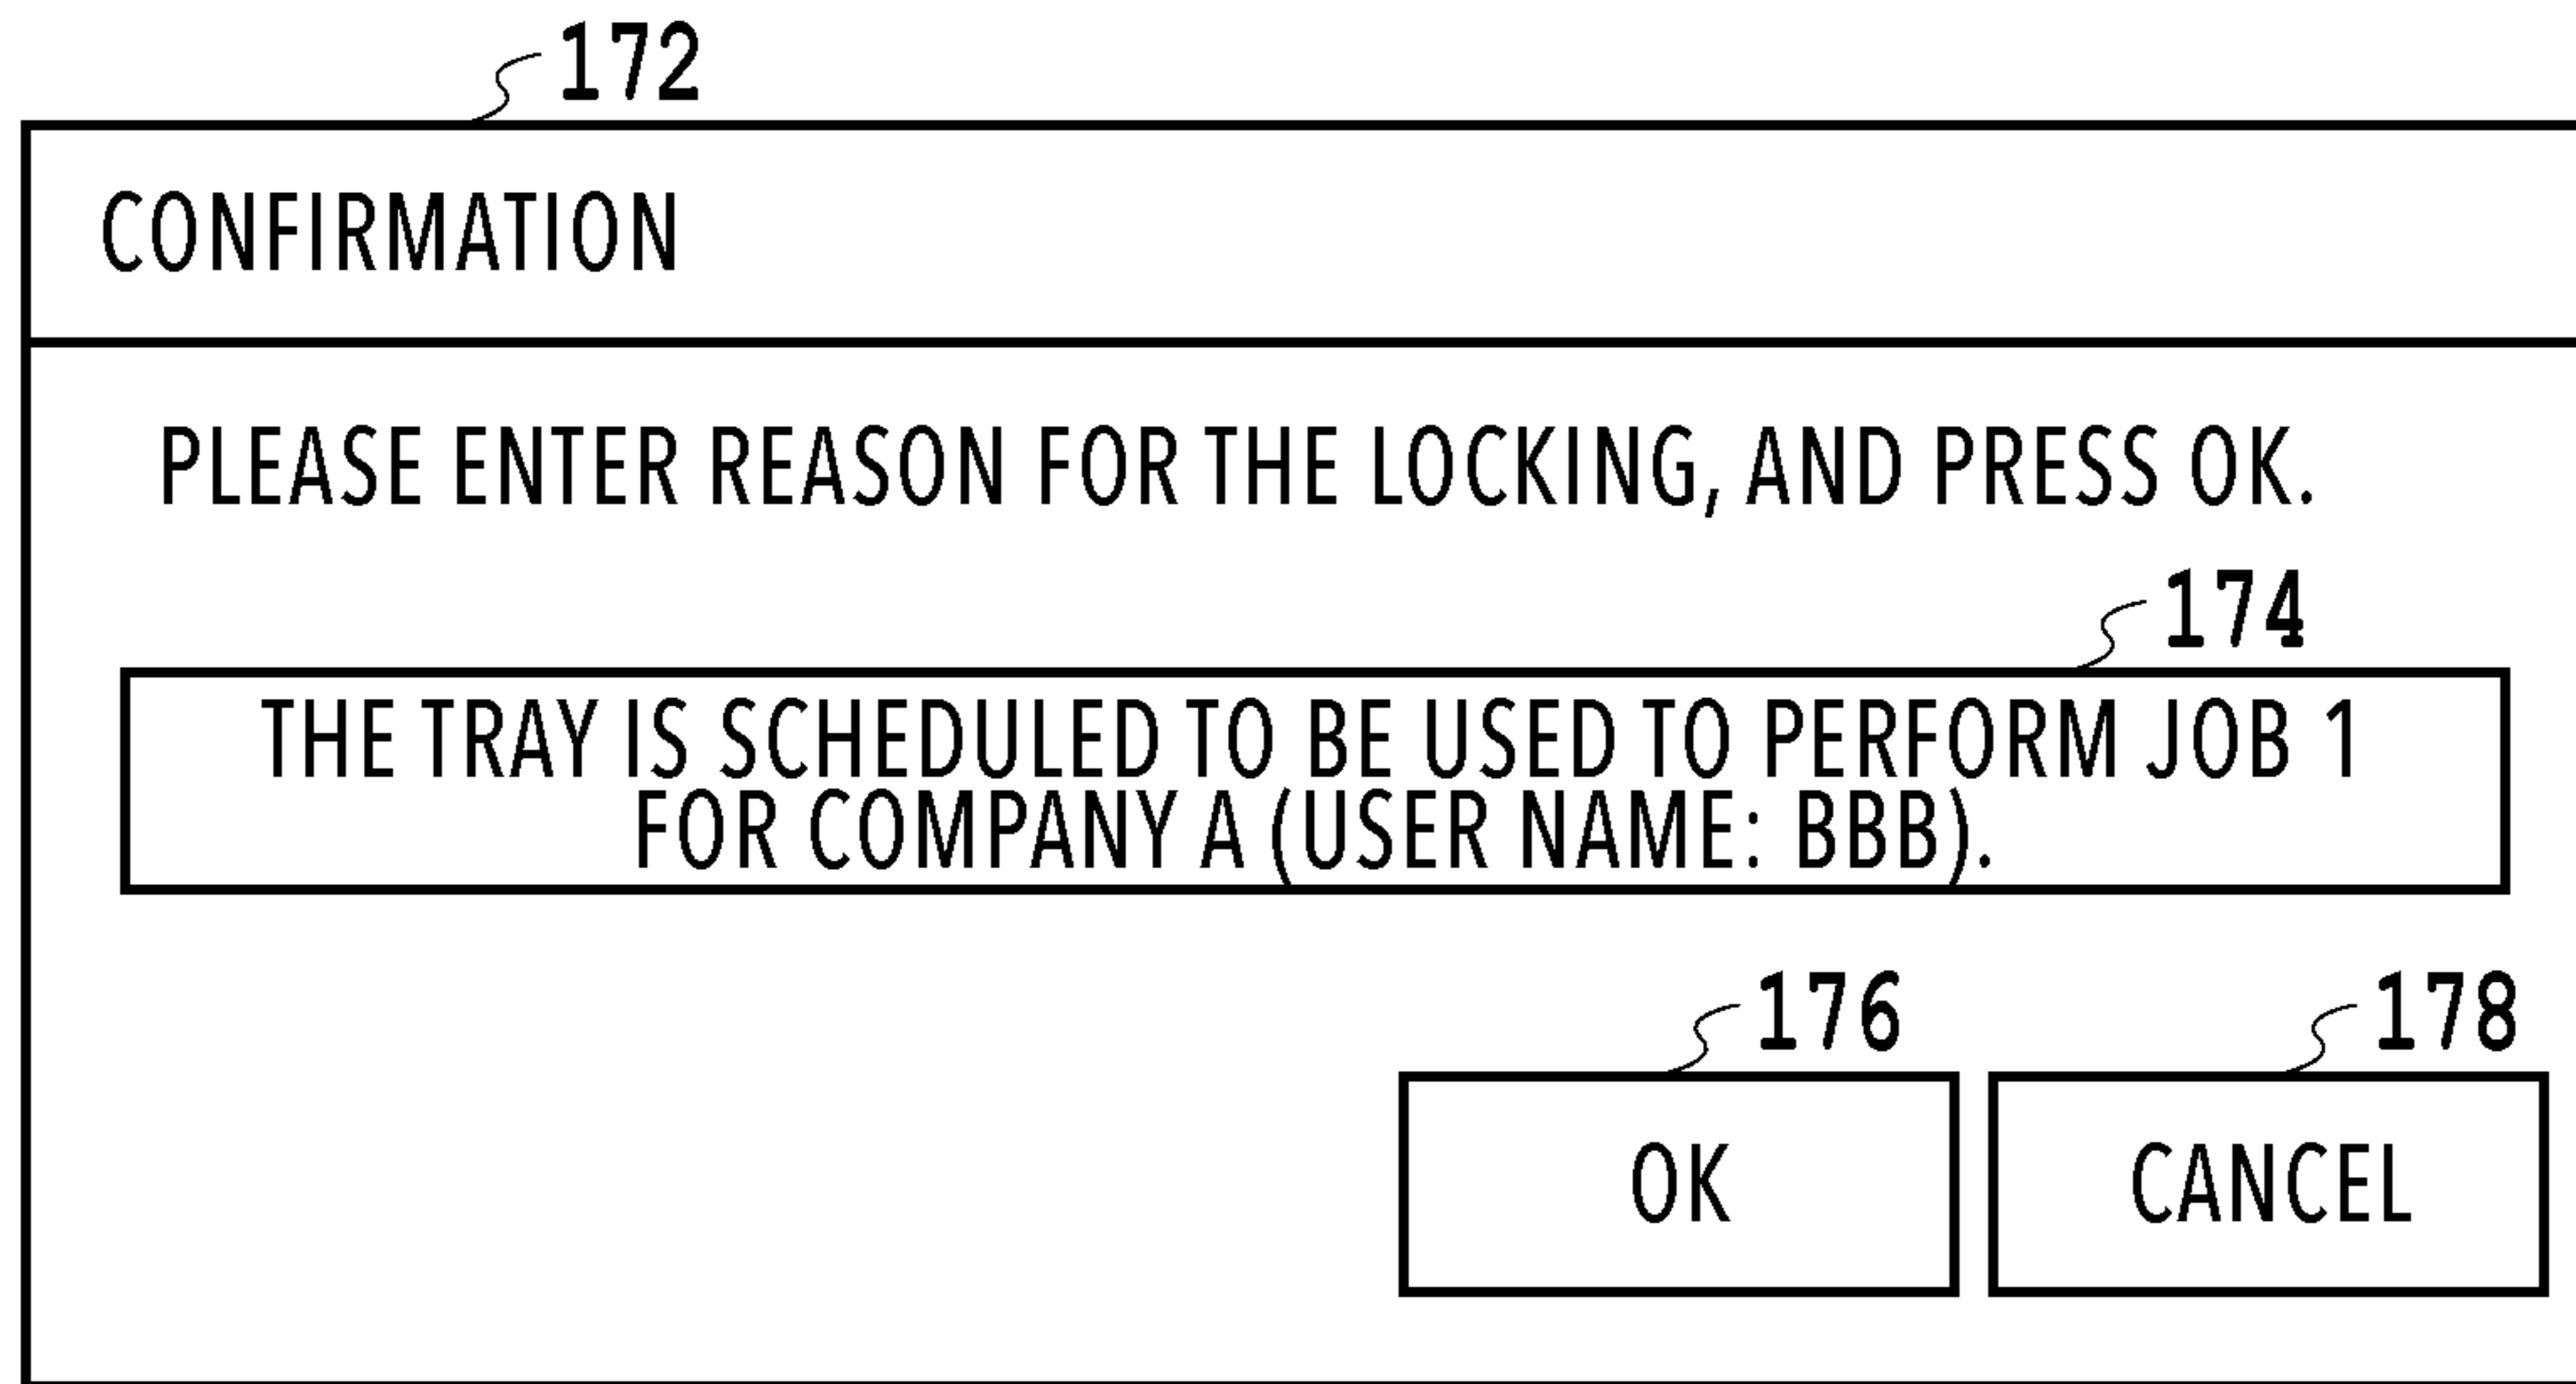 172
CONFIRMATION
PLEASE ENTER REASON FOR THE LOCKING, AND PRESS OK.
174
THE TRAY IS SCHEDULED TO BE USED TO PERFORM JOB 1
FOR COMPANY A (USER NAME: BBB).
176
178
OK
CANCEL